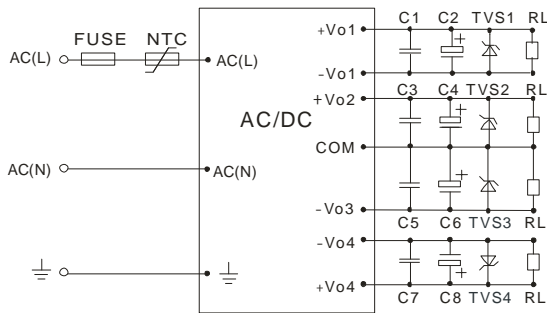 +Vo1 C1 C2 TVS1 RL
FUSE NTC
+
AC(L) AC(L)
-Vo1
+Vo2 C3 C4 TVS2 RL
AC/DC
+
COM
AC(N) AC(N)
+
-Vo3
C5 C6 TVS3 RL
-Vo4
+
+Vo4
C7 C8 TVS4 RL